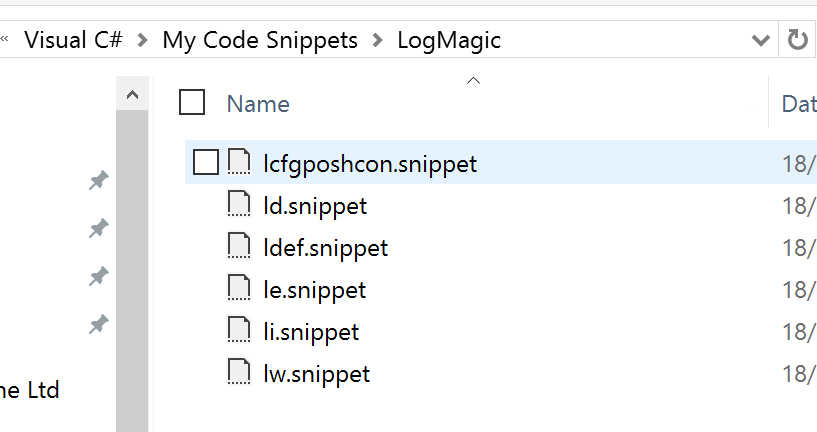 « Visual C# > My Code Snippets > LogMagic
Name Dat
lcfgposhcon.snippet 18/
ld.snippet 18/
ldef.snippet 18/
le.snippet 18/
li.snippet 18/
lw.snippet 18/
ne Ltd